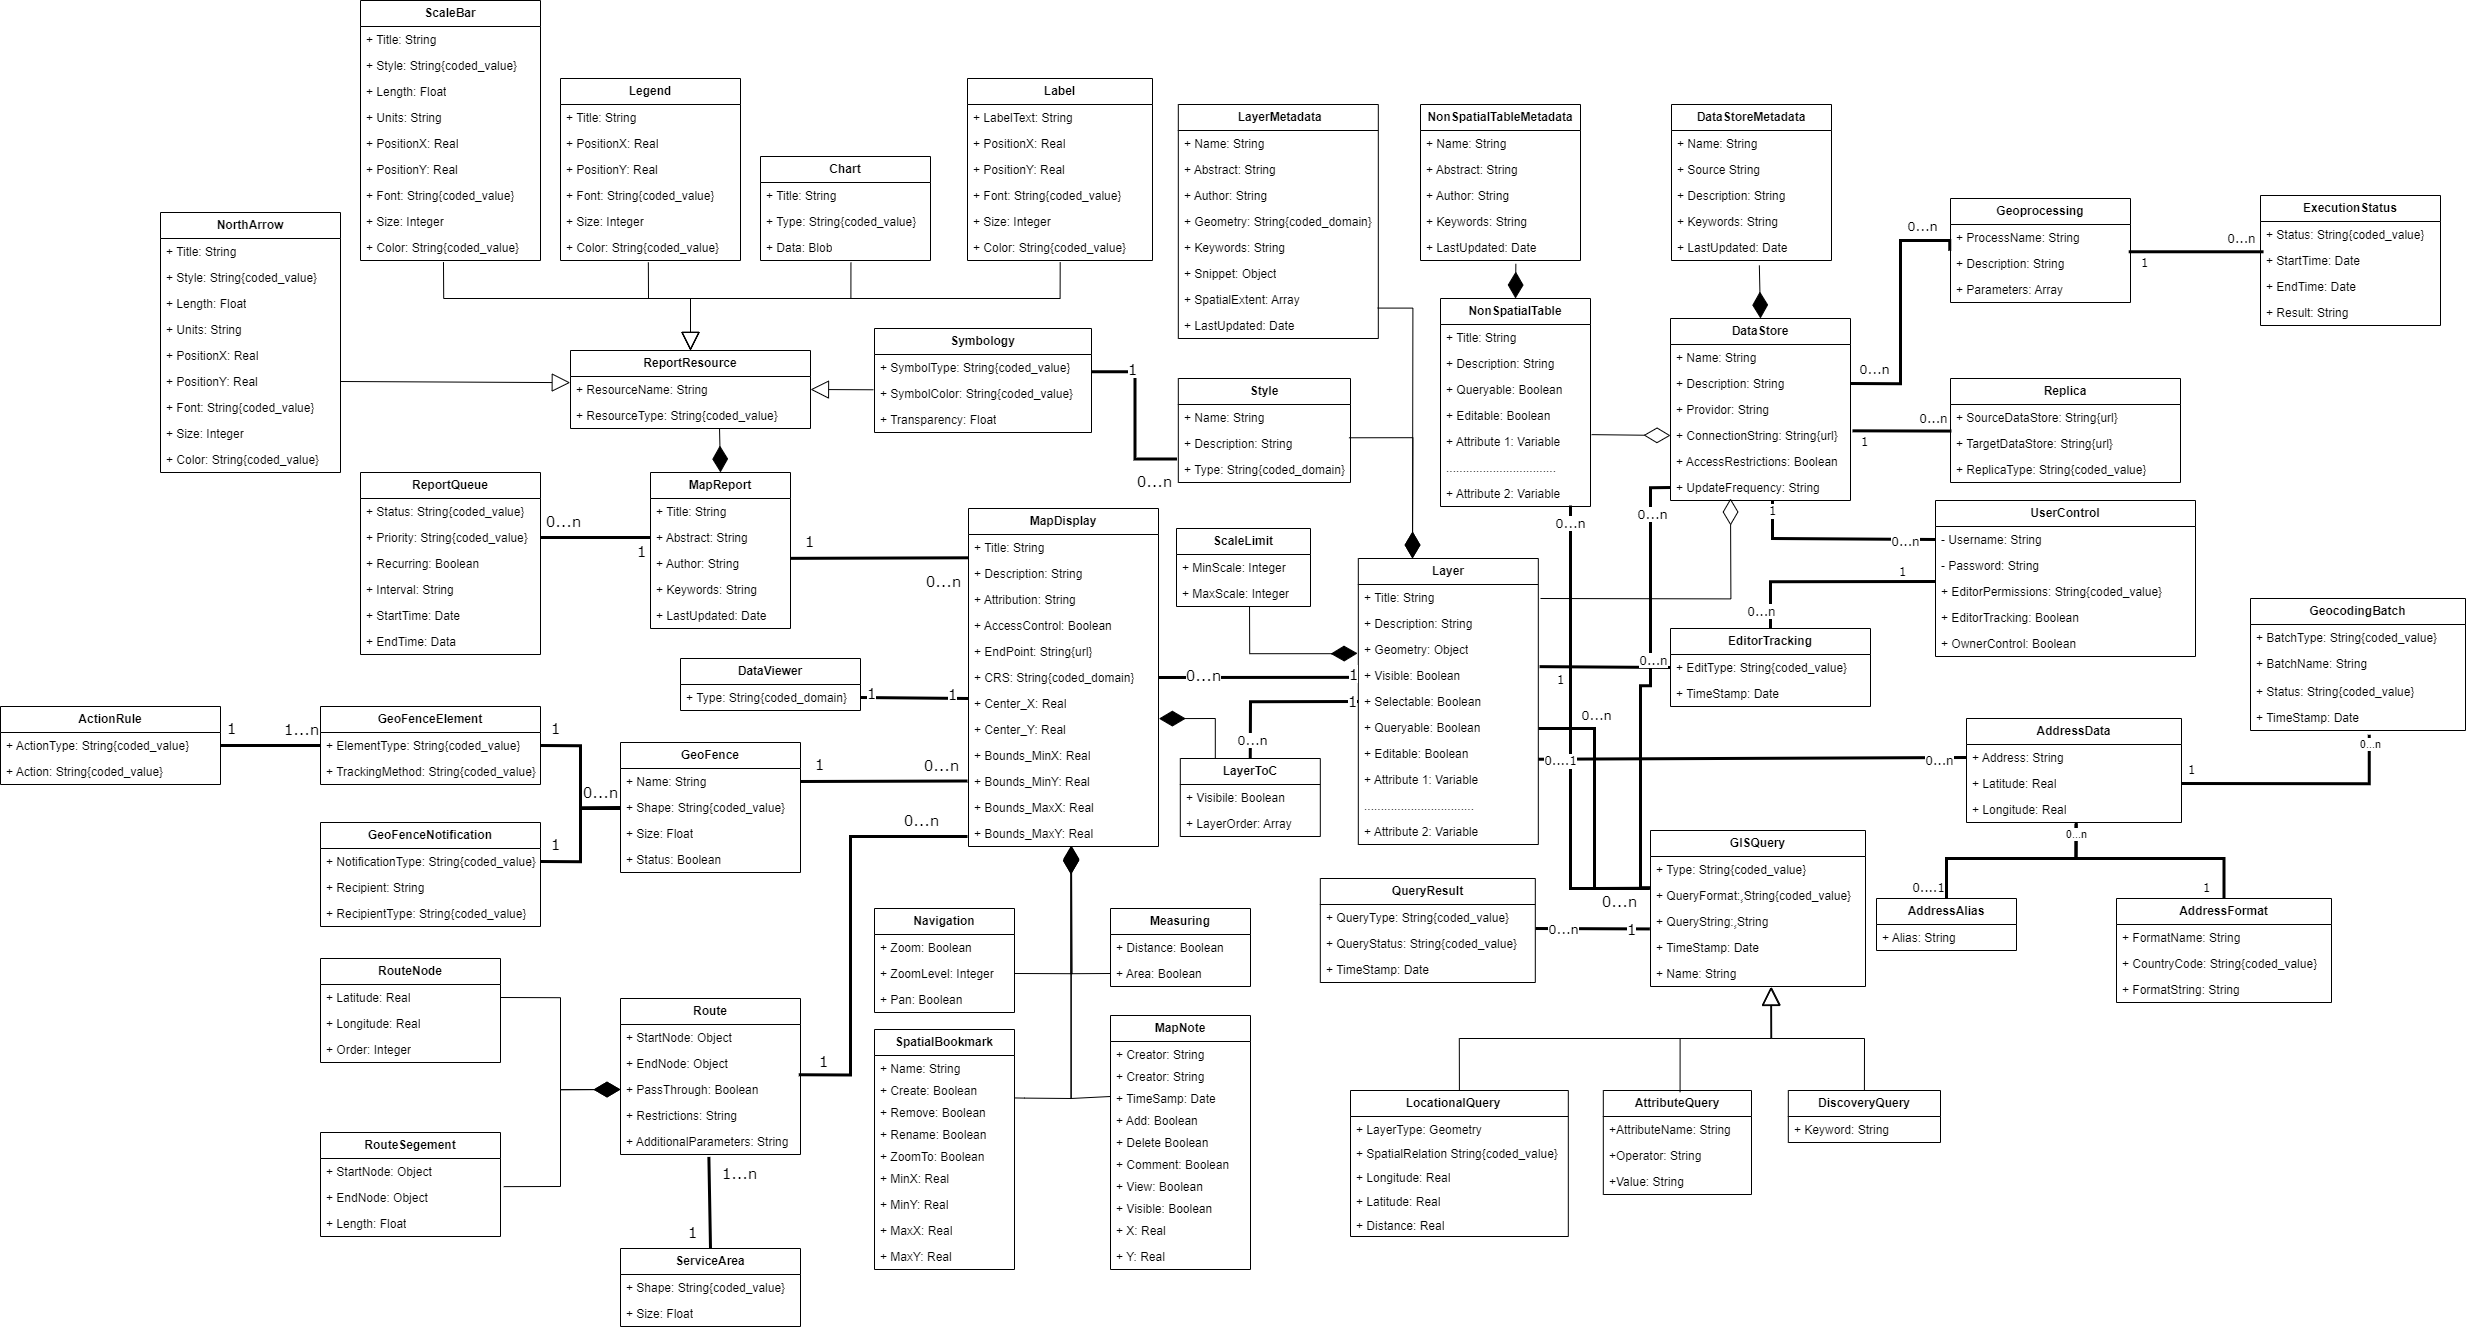 ScaleBar
+ Title: String
+ Style: String{coded_value}
+ Length: Float
+ Units: String
+ PositionX: Real
+ PositionY: Real
+ Font: String{coded_value}
+ Size: Integer
+ Color: String{coded_value}
Legend
+ Title: String
+ PositionX: Real
+ PositionY: Real
+ Font: String{coded_value}
+ Size: Integer
+ Color: String{coded_value}
Chart
+ Title: String
+ Type: String{coded_value}
+ Data: Blob
Label
+ LabelText: String
+ PositionX: Real
+ PositionY: Real
+ Font: String{coded_value}
+ Size: Integer
+ Color: String{coded_value}
LayerMetadata
+ Name: String
+ Abstract: String
+ Author: String
+ Geometry: String{coded_domain}
+ Keywords: String
+ Snippet: Object
+ SpatialExtent: Array
+ LastUpdated: Date
NonSpatialTableMetadata
+ Name: String
+ Abstract: String
+ Author: String
+ Keywords: String
+ LastUpdated: Date
DataStoreMetadata
+ Name: String
+ Source String
+ Description: String
+ Keywords: String
+ LastUpdated: Date
Geoprocessing
+ ProcessName: String
+ Description: String
+ Parameters: Array
0...n
0...n
1
0...n
ExecutionStatus
+ Status: String{coded_value}
+ StartTime: Date
+ EndTime: Date
+ Result: String
NorthArrow
+ Title: String
+ Style: String{coded_value}
+ Length: Float
+ Units: String
+ PositionX: Real
+ PositionY: Real
+ Font: String{coded_value}
+ Size: Integer
+ Color: String{coded_value}
ReportResource
+ ResourceName: String
+ ResourceType: String{coded_value}
Symbology
+ SymbolType: String{coded_value}
+ SymbolColor: String{coded_value}
+ Transparency: Float
1
0...n
Style
+ Name: String
+ Description: String
+ Type: String{coded_domain}
NonSpatialTable
+ Title: String
+ Description: String
+ Queryable: Boolean
+ Editable: Boolean
+ Attribute 1: Variable
.................................
+ Attribute 2: Variable
0...n
DataStore
+ Name: String
+ Description: String
+ Providor: String
+ ConnectionString: String{url}
+ AccessRestrictions: Boolean
+ UpdateFrequency: String
0...n
1
0...n
Replica
+ SourceDataStore: String{url}
+ TargetDataStore: String{url}
+ ReplicaType: String{coded_value}
1
0...n
UserControl
- Username: String
- Password: String
+ EditorPermissions: String{coded_value}
+ EditorTracking: Boolean
+ OwnerControl: Boolean
1
0...n
EditorTracking
+ EditType: String{coded_value}
+ TimeStamp: Date
1
0...n
ReportQueue
+ Status: String{coded_value}
+ Priority: String{coded_value}
+ Recurring: Boolean
+ Interval: String
+ StartTime: Date
+ EndTime: Data
0...n
1
MapReport
+ Title: String
+ Abstract: String
+ Author: String
+ Keywords: String
+ LastUpdated: Date
1
0...n
MapDisplay
+ Title: String
+ Description: String
+ Attribution: String
+ AccessControl: Boolean
+ EndPoint: String{url}
+ CRS: String{coded_domain}
+ Center_X: Real
+ Center_Y: Real
+ Bounds_MinX: Real
+ Bounds_MinY: Real
+ Bounds_MaxX: Real
+ Bounds_MaxY: Real
ScaleLimit
+ MinScale: Integer
+ MaxScale: Integer
0...n
1
Layer
+ Title: String
+ Description: String
+ Geometry: Object
+ Visible: Boolean
+ Selectable: Boolean
+ Queryable: Boolean
+ Editable: Boolean
+ Attribute 1: Variable
.................................
+ Attribute 2: Variable
1
0...n
LayerToC
+ Visibile: Boolean
+ LayerOrder: Array
0...n
0....1
0...n
DataViewer
+ Type: String{coded_domain}
1
1
ActionRule
+ ActionType: String{coded_value}
+ Action: String{coded_value}
1
1...n
GeoFenceElement
+ ElementType: String{coded_value}
+ TrackingMethod: String{coded_value}
1
0...n
GeoFence
+ Name: String
+ Shape: String{coded_value}
+ Size: Float
+ Status: Boolean
1
0...n
GeoFenceNotification
+ NotificationType: String{coded_value}
+ Recipient: String
+ RecipientType: String{coded_value}
1
0...n
GeocodingBatch
+ BatchType: String{coded_value}
+ BatchName: String
+ Status: String{coded_value}
+ TimeStamp: Date
0...n
1
AddressData
+ Address: String
+ Latitude: Real
+ Longitude: Real
0...n
0....1
1
AddressAlias
+ Alias: String
AddressFormat
+ FormatName: String
+ CountryCode: String{coded_value}
+ FormatString: String
GISQuery
+ Type: String{coded_value}
+ QueryFormat:,String{coded_value}
+ QueryString:,String
+ TimeStamp: Date
+ Name: String
0...n
QueryResult
+ QueryType: String{coded_value}
+ QueryStatus: String{coded_value}
+ TimeStamp: Date
0...n
1
Navigation
+ Zoom: Boolean
+ ZoomLevel: Integer
+ Pan: Boolean
Measuring
+ Distance: Boolean
+ Area: Boolean
SpatialBookmark
+ Name: String
+ Create: Boolean
+ Remove: Boolean
+ Rename: Boolean
+ ZoomTo: Boolean
+ MinX: Real
+ MinY: Real
+ MaxX: Real
+ MaxY: Real
MapNote
+ Creator: String
+ Creator: String
+ TimeSamp: Date
+ Add: Boolean
+ Delete Boolean
+ Comment: Boolean
+ View: Boolean
+ Visible: Boolean
+ X: Real
+ Y: Real
RouteNode
+ Latitude: Real
+ Longitude: Real
+ Order: Integer
Route
+ StartNode: Object
+ EndNode: Object
+ PassThrough: Boolean
+ Restrictions: String
+ AdditionalParameters: String
1
RouteSegement
+ StartNode: Object
+ EndNode: Object
+ Length: Float
1...n
1
ServiceArea
+ Shape: String{coded_value}
+ Size: Float
LocationalQuery
+ LayerType: Geometry
+ SpatialRelation String{coded_value}
+ Longitude: Real
+ Latitude: Real
+ Distance: Real
AttributeQuery
+AttributeName: String
+Operator: String
+Value: String
DiscoveryQuery
+ Keyword: String